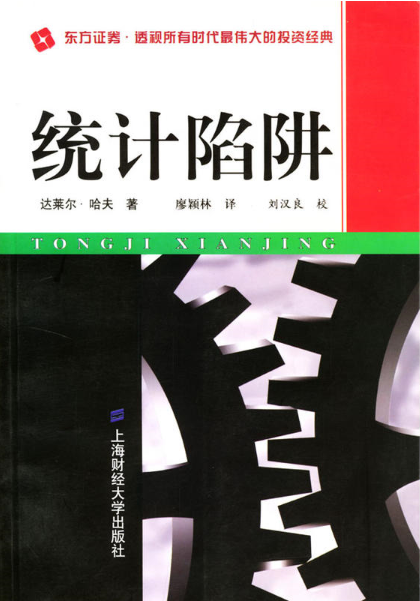 东方证券·透视所有时代最伟大的投资经典
统计陷阱
达莱尔·哈夫 著 廖颖林 译 刘汉良 校
TONGJI XIANJING
上海财经大学出版社